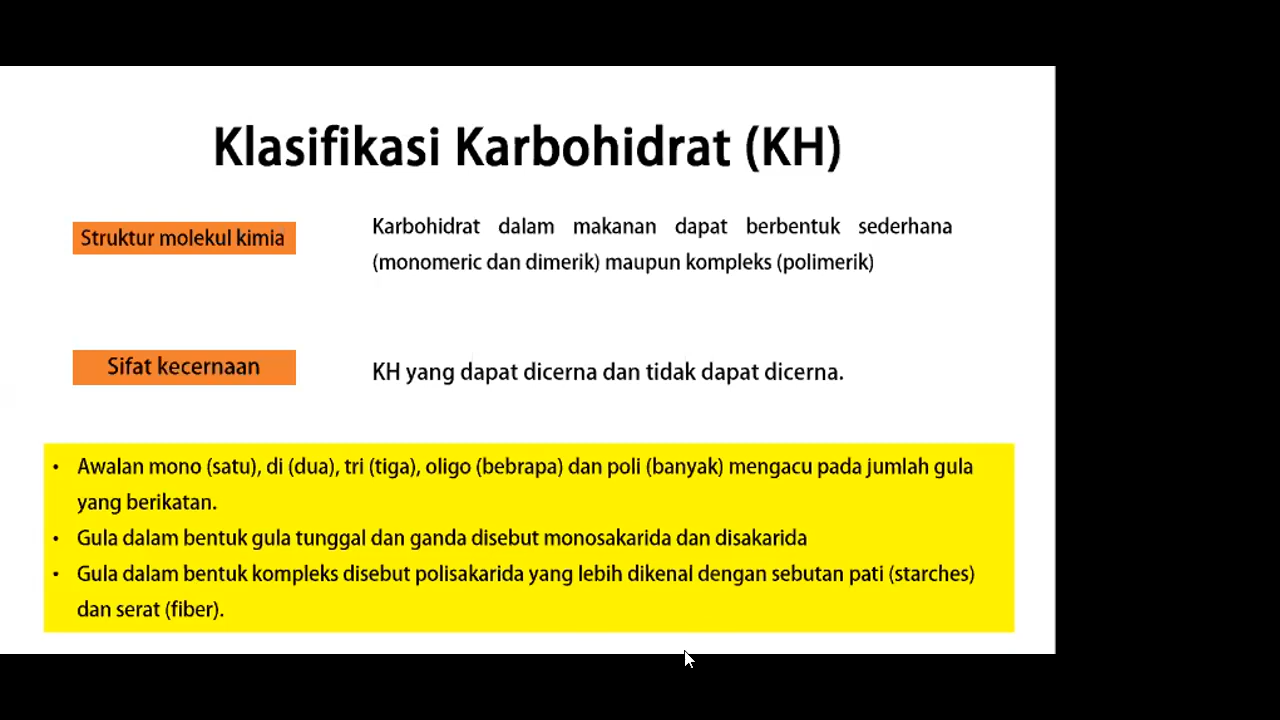 Klasifikasi Karbohidrat (KH)
Struktur molekul kimia
Karbohidrat dalam makanan dapat berbentuk sederhana
(monomeric dan dimerik) maupun kompleks (polimerik)
Sifat kecernaan
KH yang dapat dicerna dan tidak dapat dicerna.
• Awalan mono (satu), di (dua), tri (tiga), oligo (bebrapa) dan poli (banyak) mengacu pada jumlah gula
yang berikatan.
• Gula dalam bentuk gula tunggal dan ganda disebut monosakarida dan disakarida
• Gula dalam bentuk kompleks disebut polisakarida yang lebih dikenal dengan sebutan pati (starches)
dan serat (fiber).